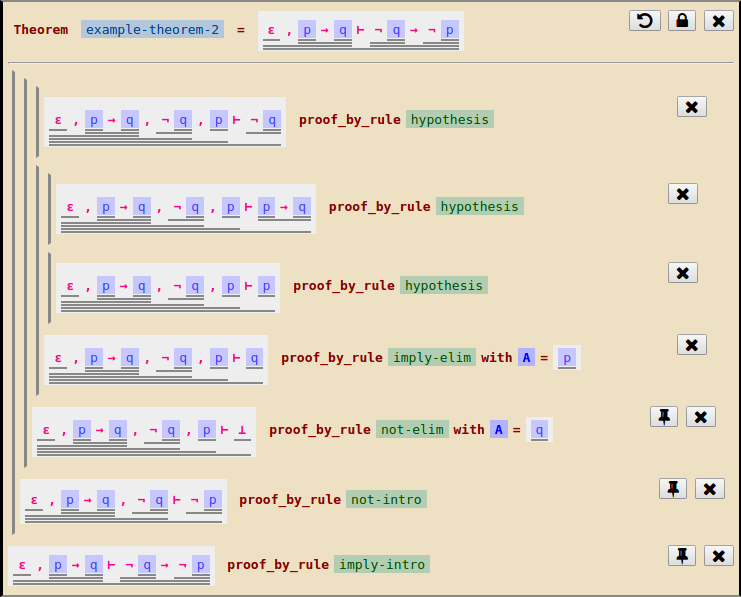 Theorem example-theorem-2 = ε , p → q ⊢ ¬ q → ¬ p
ε , p → q , ¬ q , p ⊢ ¬ q proof_by_rule hypothesis
ε , p → q , ¬ q , p ⊢ p → q proof_by_rule hypothesis
ε , p → q , ¬ q , p ⊢ p proof_by_rule hypothesis
ε , p → q , ¬ q , p ⊢ q proof_by_rule imply-elim with A = p
ε , p → q , ¬ q , p ⊢ ⊥ proof_by_rule not-elim with A = q
ε , p → q , ¬ q ⊢ ¬ p proof_by_rule not-intro
ε , p → q ⊢ ¬ q → ¬ p proof_by_rule imply-intro